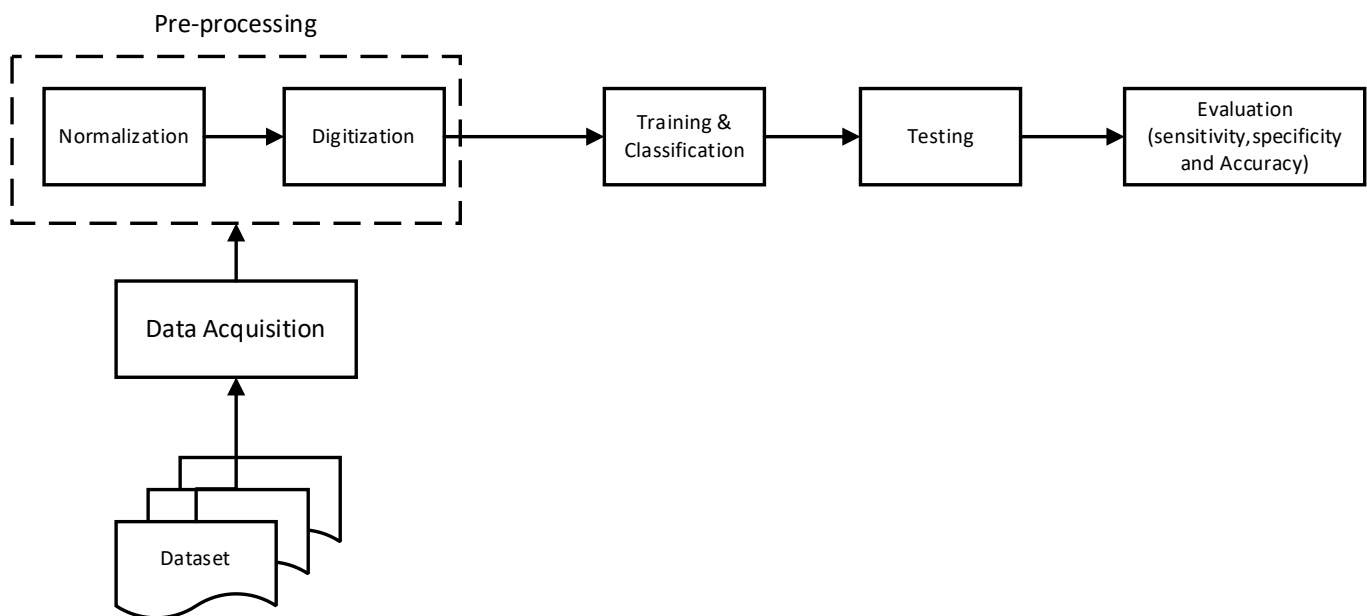 Pre-processing
Normalization
Digitization
Training &
Classification
Testing
Evaluation
(sensitivity,specificity
and Accuracy)
Data Acquisition
Dataset